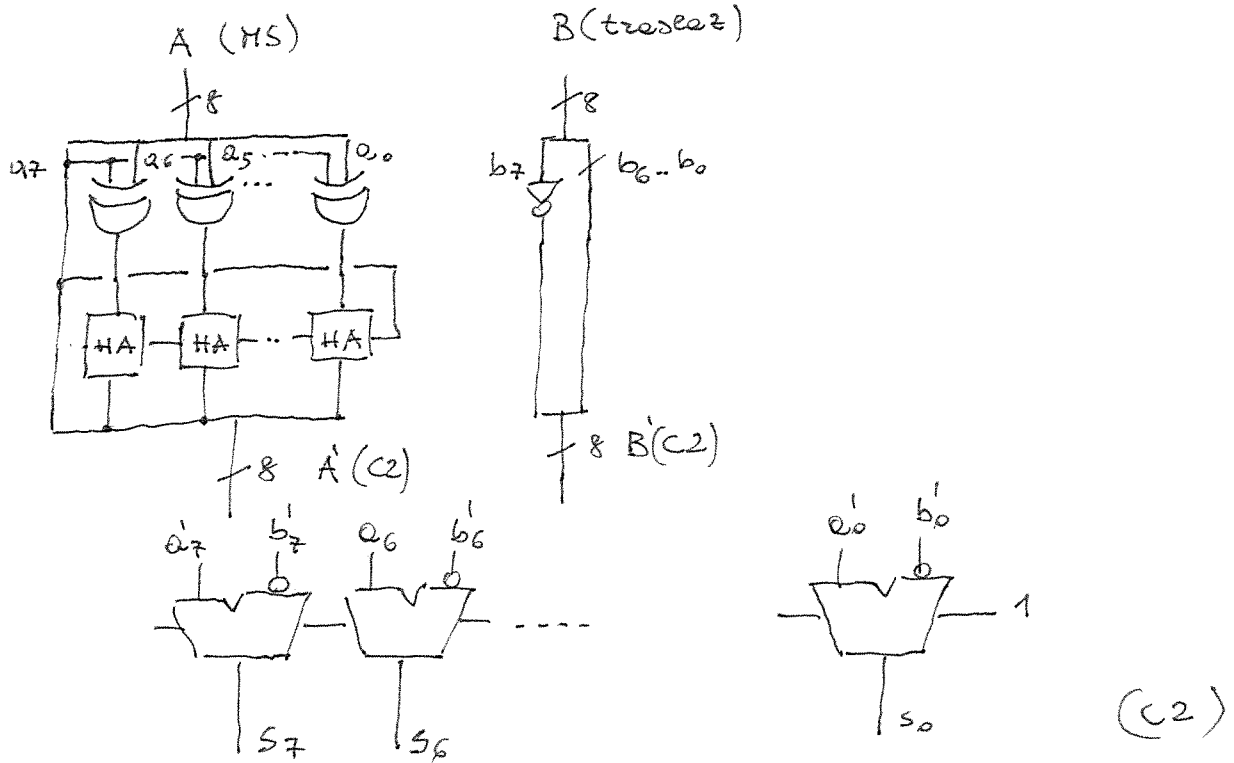 A (MS)
B (traslaz)
8
8
a7
a6
a5
...
a0
...
b7
b6..b0
HA
HA
..
HA
8 A' (C2)
8 B'(C2)
a'7
b'7
a6
b'6
a'0
b'0
----
1
S7
S6
S0
(C2)